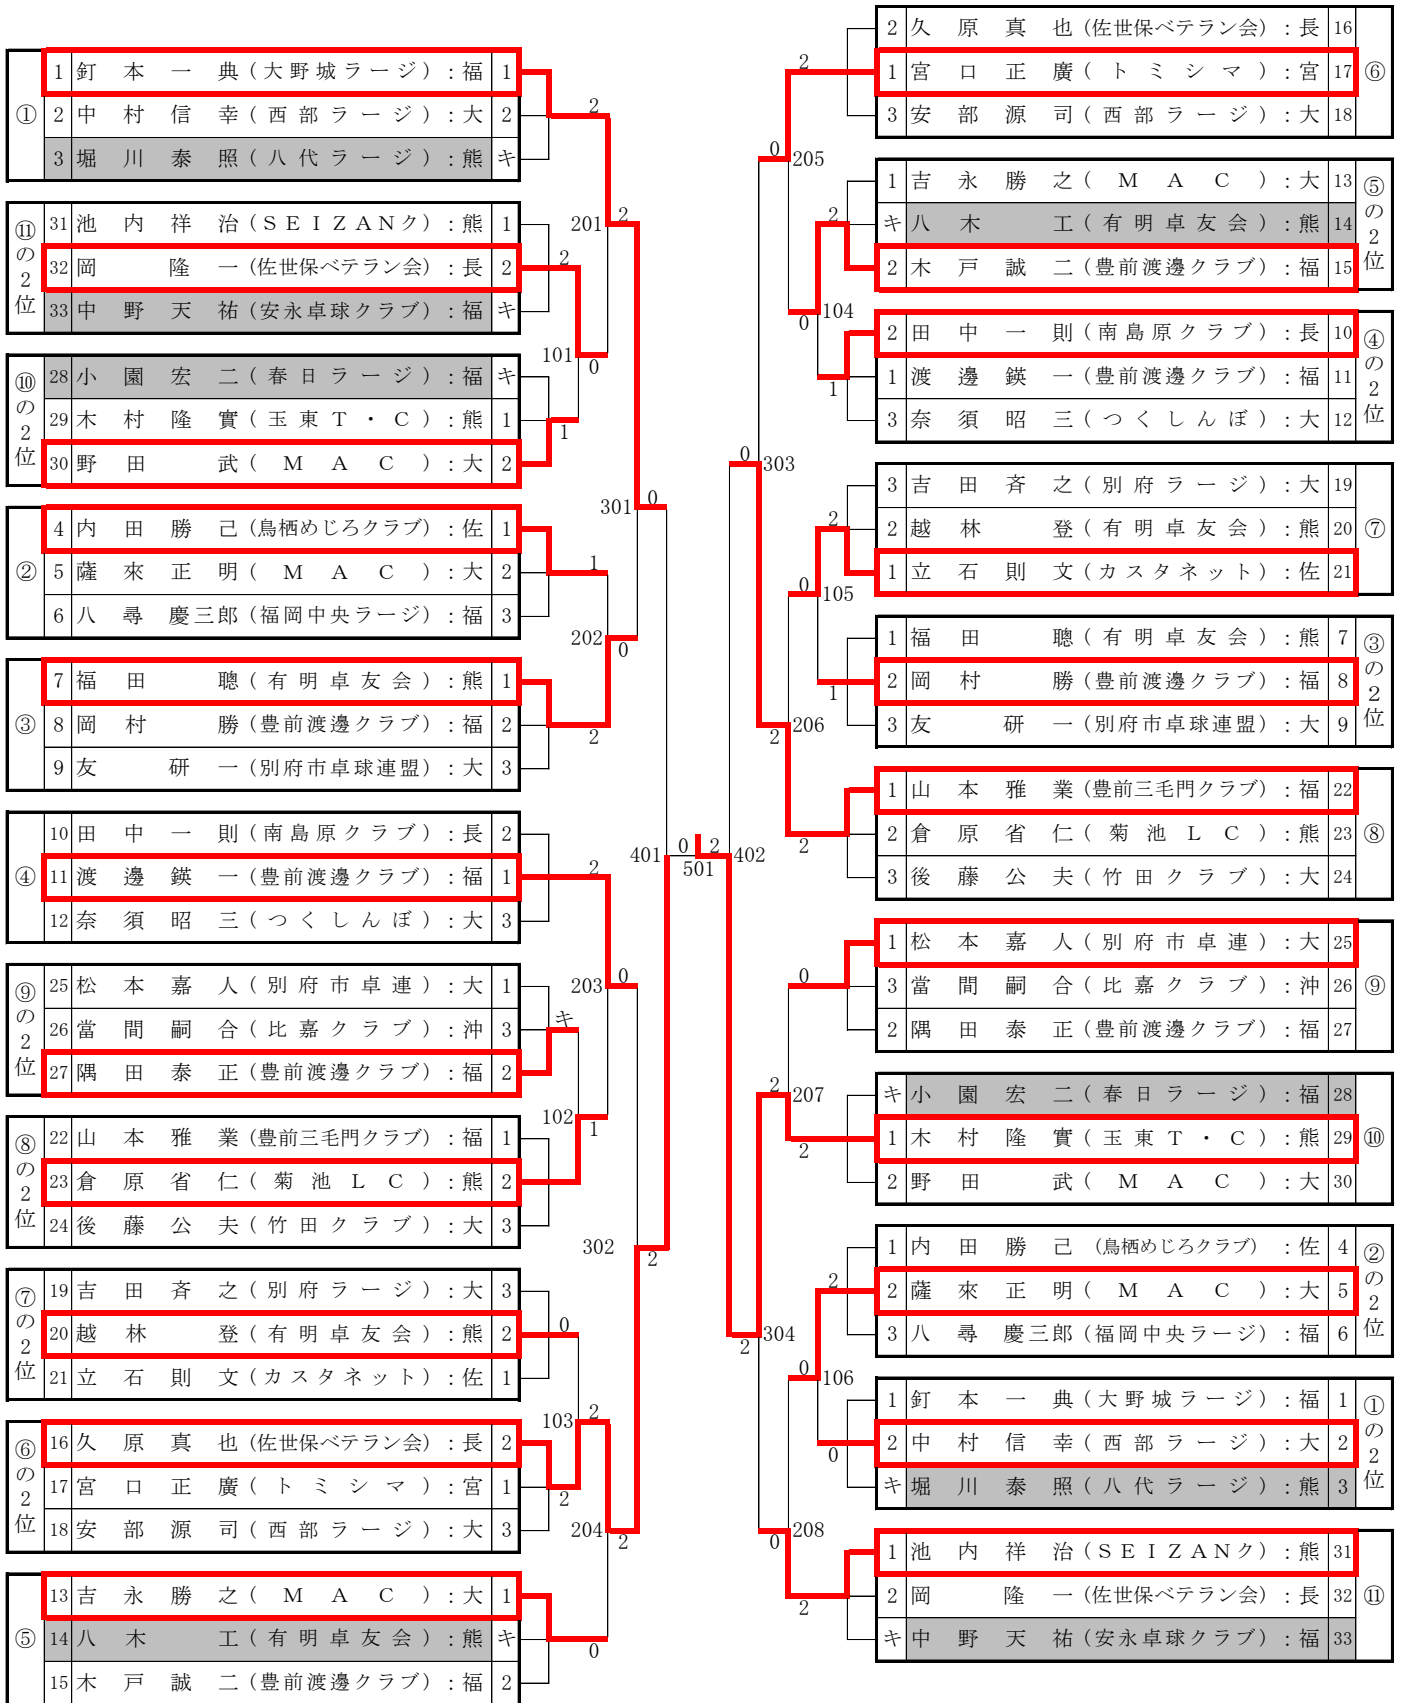 ① 1 釘本一典(大野城ラージ):福 1
2 中村信幸(西部ラージ):大 2
3 堀川泰照(八代ラージ):熊 キ
⑪の2位 31 池内祥治(SEIZANク):熊 1
32 岡隆一(佐世保ベテラン会):長 2
33 中野天祐(安永卓球クラブ):福 キ
⑩の2位 28 小園宏二(春日ラージ):福 キ
29 木村隆實(玉東T・C):熊 1
30 野田武(MAC):大 2
② 4 内田勝己(鳥栖めじろクラブ):佐 1
5 薩來正明(MAC):大 2
6 八尋慶三郎(福岡中央ラージ):福 3
③ 7 福田聰(有明卓友会):熊 1
8 岡村勝(豊前渡邊クラブ):福 2
9 友研一(別府市卓球連盟):大 3
④ 10 田中一則(南島原クラブ):長 2
11 渡邊鍈一(豊前渡邊クラブ):福 1
12 奈須昭三(つくしんぼ):大 3
⑨の2位 25 松本嘉人(別府市卓連):大 1
26 當間嗣合(比嘉クラブ):沖 3
27 隅田泰正(豊前渡邊クラブ):福 2
⑧の2位 22 山本雅業(豊前三毛門クラブ):福 1
23 倉原省仁(菊池LC):熊 2
24 後藤公夫(竹田クラブ):大 3
⑦の2位 19 吉田斉之(別府ラージ):大 3
20 越林登(有明卓友会):熊 2
21 立石則文(カスタネット):佐 1
⑥の2位 16 久原真也(佐世保ベテラン会):長 2
17 宮口正廣(トミシマ):宮 1
18 安部源司(西部ラージ):大 3
⑤ 13 吉永勝之(MAC):大 1
14 八木工(有明卓友会):熊 キ
15 木戸誠二(豊前渡邊クラブ):福 2
2
201 2
2
101 0
1
301 0
1
202 0
2
2
203 0
キ
102 1
302 2
0
103 2
2
204 2
0
401 0 2 402
501
2
0 205
2
0 104
1
0 303
2
0 105
1
2 206
2
0
2 207
2
2 304
2
0 106
0
0 208
2
2 久原真也(佐世保ベテラン会):長 16
1 宮口正廣(トミシマ):宮 17 ⑥
3 安部源司(西部ラージ):大 18
1 吉永勝之(MAC):大 13 ⑤の2位
キ 八木工(有明卓友会):熊 14
2 木戸誠二(豊前渡邊クラブ):福 15
2 田中一則(南島原クラブ):長 10 ④の2位
1 渡邊鍈一(豊前渡邊クラブ):福 11
3 奈須昭三(つくしんぼ):大 12
3 吉田斉之(別府ラージ):大 19
2 越林登(有明卓友会):熊 20 ⑦
1 立石則文(カスタネット):佐 21
1 福田聰(有明卓友会):熊 7 ③の2位
2 岡村勝(豊前渡邊クラブ):福 8
3 友研一(別府市卓球連盟):大 9
1 山本雅業(豊前三毛門クラブ):福 22
2 倉原省仁(菊池LC):熊 23 ⑧
3 後藤公夫(竹田クラブ):大 24
1 松本嘉人(別府市卓連):大 25
3 當間嗣合(比嘉クラブ):沖 26 ⑨
2 隅田泰正(豊前渡邊クラブ):福 27
キ 小園宏二(春日ラージ):福 28
1 木村隆實(玉東T・C):熊 29 ⑩
2 野田武(MAC):大 30
1 内田勝己(鳥栖めじろクラブ):佐 4 ②の2位
2 薩來正明(MAC):大 5
3 八尋慶三郎(福岡中央ラージ):福 6
1 釘本一典(大野城ラージ):福 1 ①の2位
2 中村信幸(西部ラージ):大 2
キ 堀川泰照(八代ラージ):熊 3
1 池内祥治(SEIZANク):熊 31
2 岡隆一(佐世保ベテラン会):長 32 ⑪
キ 中野天祐(安永卓球クラブ):福 33